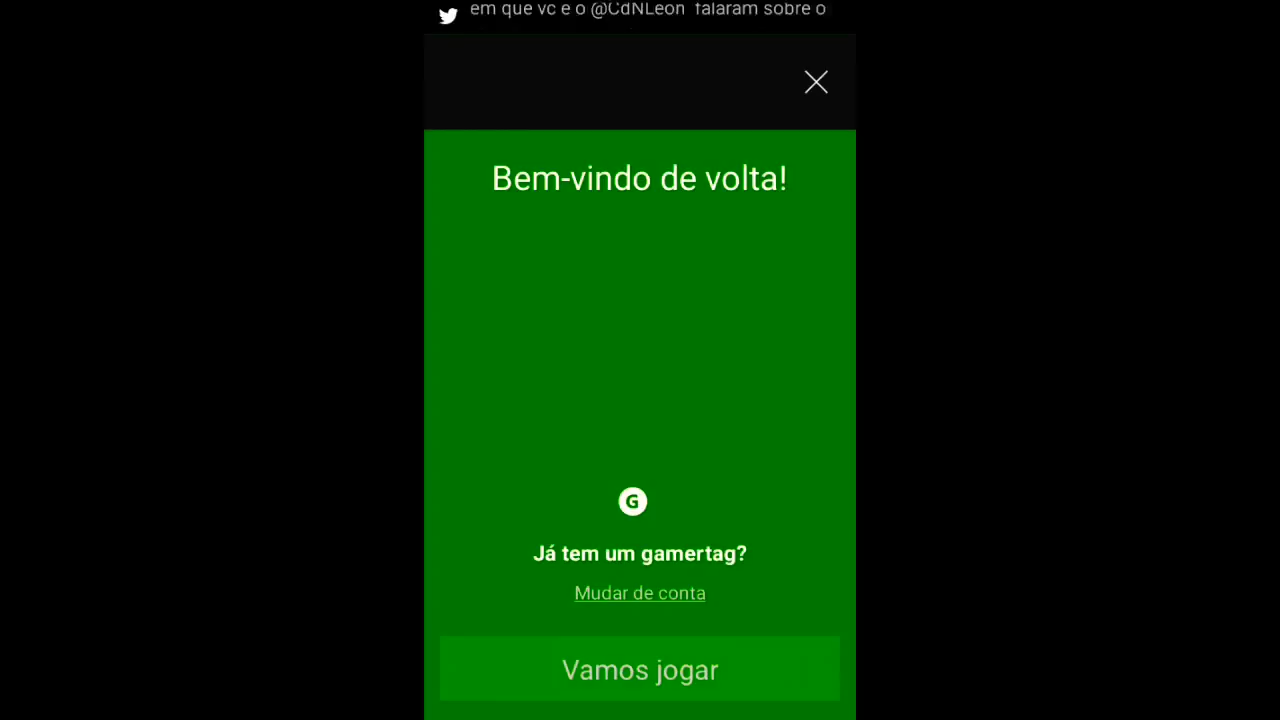 em que vc e o @CdNLeon falaram sobre o
Bem-vindo de volta!
G
Já tem um gamertag?
Mudar de conta
Vamos jogar